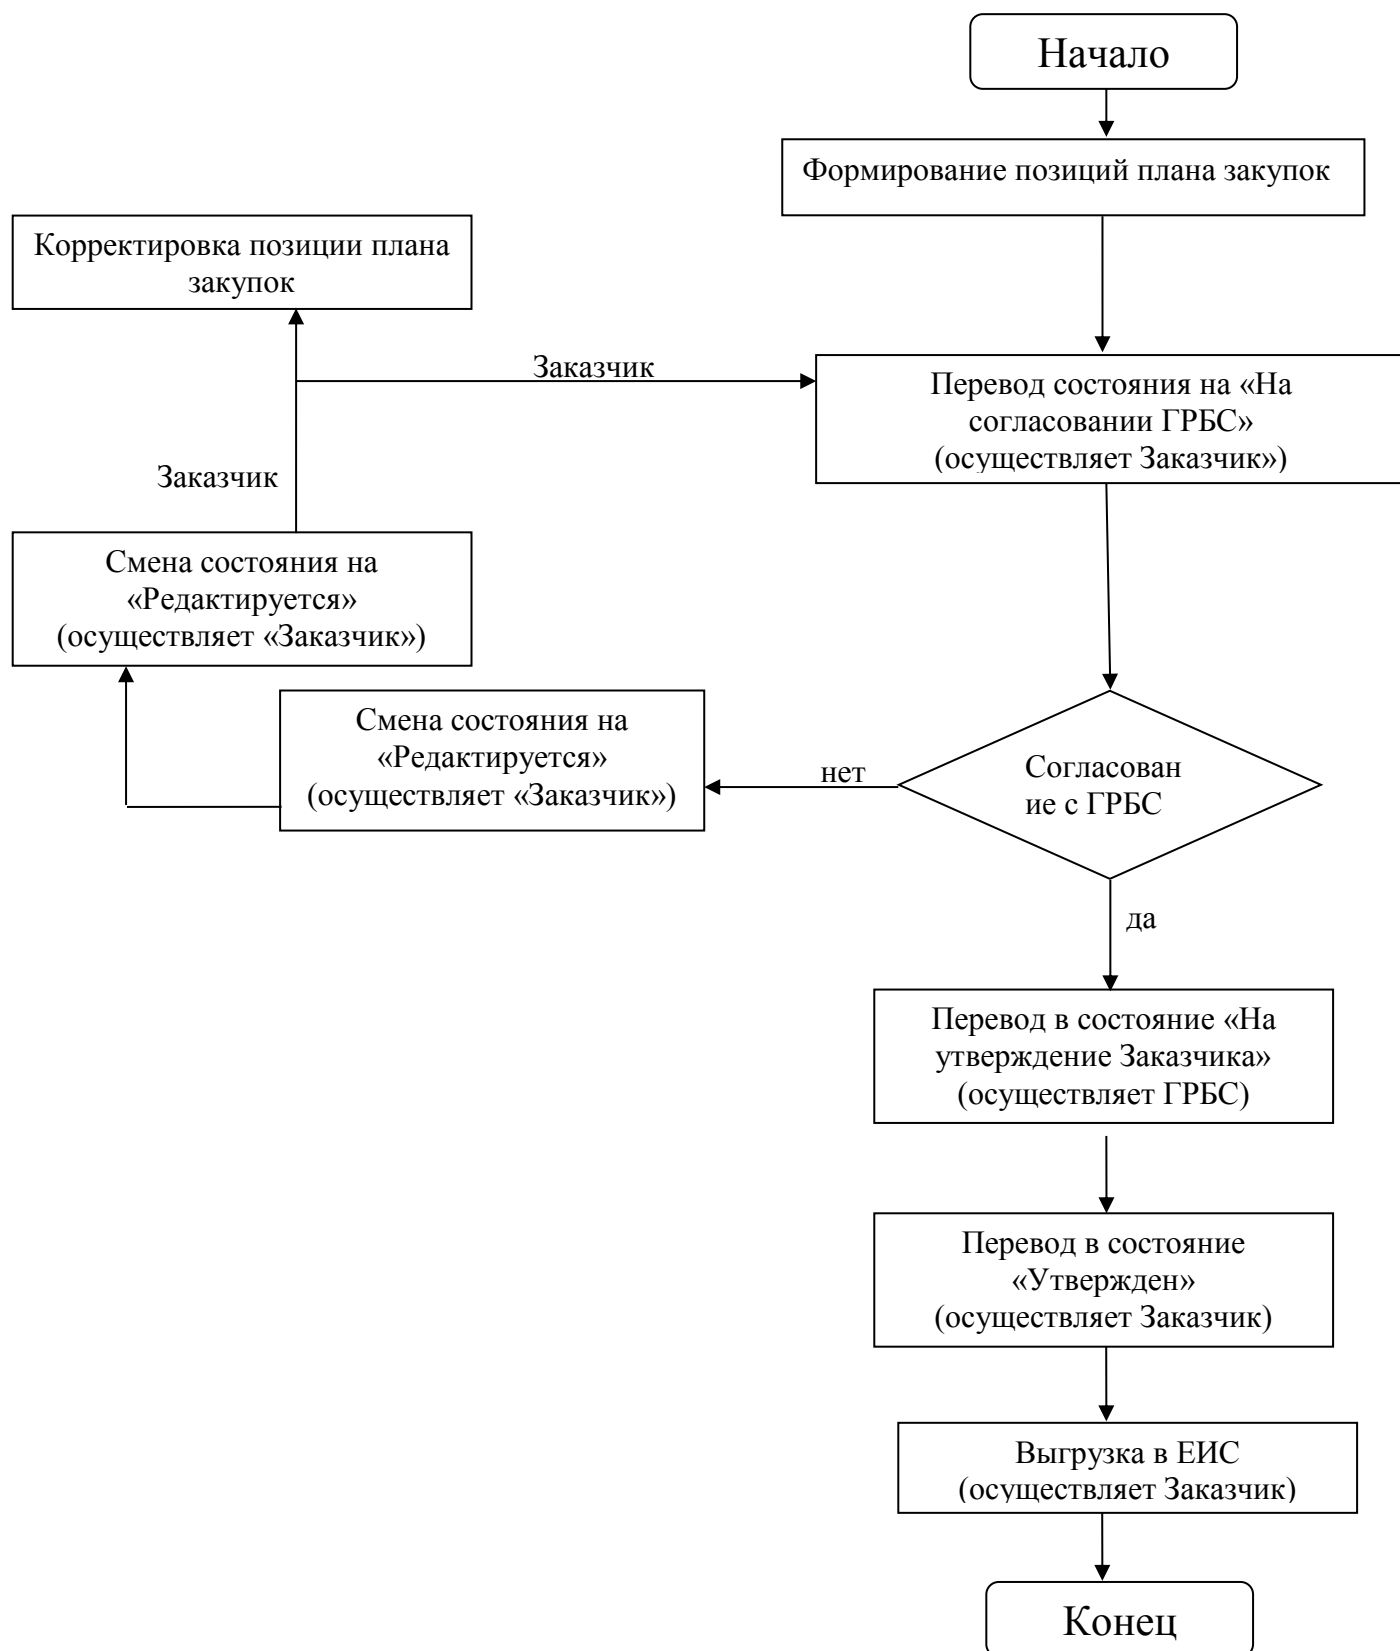 Начало
Формирование позиций плана закупок
Корректировка позиции плана
закупок
Заказчик
Перевод состояния на «На
согласовании ГРБС»
(осуществляет Заказчик»)
Заказчик
Смена состояния на
«Редактируется»
(осуществляет «Заказчик»)
Смена состояния на
«Редактируется»
(осуществляет «Заказчик»)
нет
Согласован
ие с ГРБС
да
Перевод в состояние «На
утверждение Заказчика»
(осуществляет ГРБС)
Перевод в состояние
«Утвержден»
(осуществляет Заказчик)
Выгрузка в ЕИС
(осуществляет Заказчик)
Конец